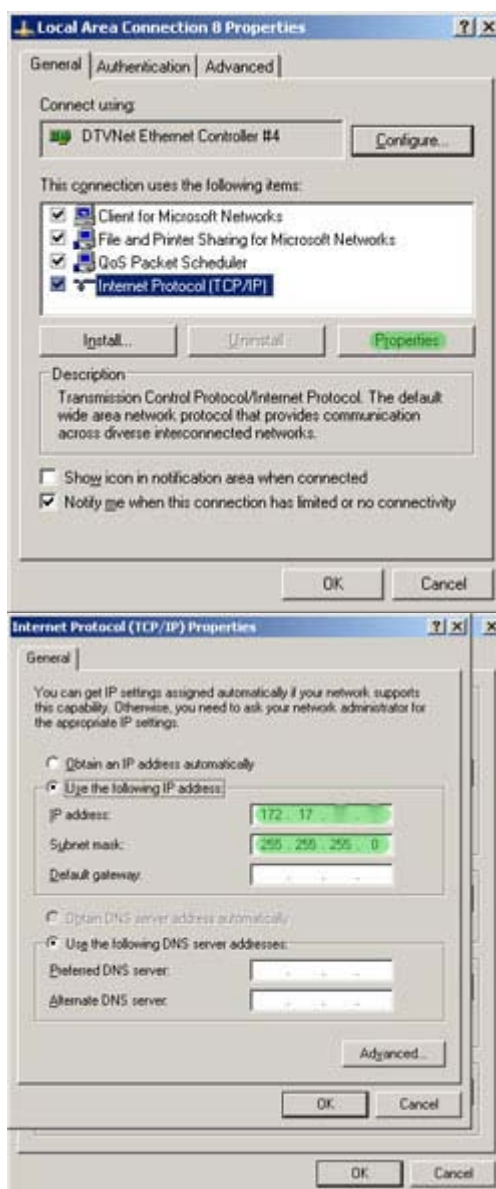 Local Area Connection 8 Properties
General Authentication Advanced
Connect using:
DTVNet Ethernet Controller #4
Configure...
This connection uses the following items:
Client for Microsoft Networks
File and Printer Sharing for Microsoft Networks
QoS Packet Scheduler
Internet Protocol (TCP/IP)
Install... Uninstall Properties
Description
Transmission Control Protocol/Internet Protocol. The default
wide area network protocol that provides communication
across diverse interconnected networks.
Show icon in notification area when connected
Notify me when this connection has limited or no connectivity
OK Cancel
Internet Protocol (TCP/IP) Properties
General
You can get IP settings assigned automatically if your network supports
this capability. Otherwise, you need to ask your network administrator for
the appropriate IP settings.
Obtain an IP address automatically
Use the following IP address:
IP address: 172 . 17 . .
Subnet mask: 255 . 255 . 255 . 0
Default gateway: . . .
Obtain DNS server address automatically
Use the following DNS server addresses:
Preferred DNS server: . . .
Alternate DNS server: . . .
Advanced...
OK Cancel
OK Cancel